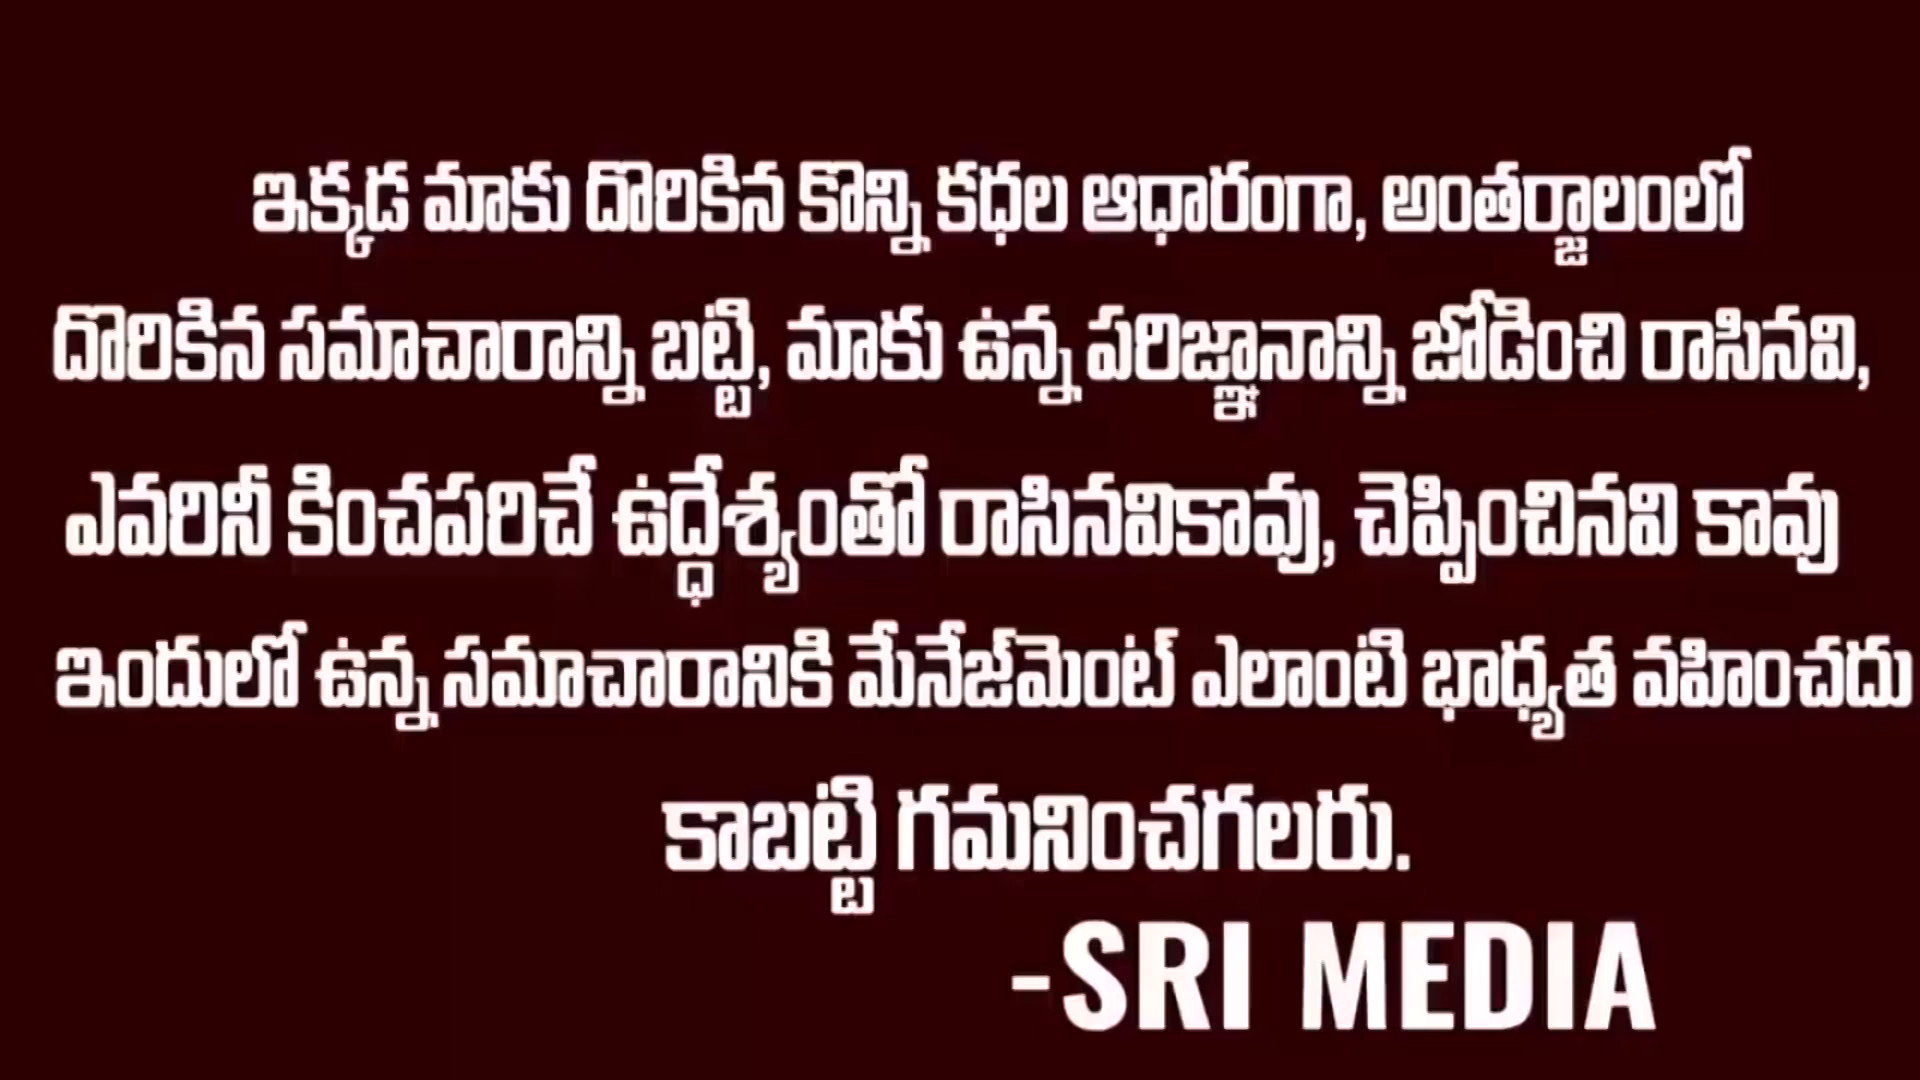 ఇక్కడ మాకు దొరికిన కొన్ని కధల ఆధారంగా, అంతర్జాలంలో
దొరికిన సమాచారాన్ని బట్టి, మాకు ఉన్న పరిజ్ఞానాన్ని జోడించి రాసినవి,
ఎవరినీ కించపరిచే ఉద్ధేశ్యంతో రాసినవికావు, చెప్పించినవి కావు
ఇందులో ఉన్న సమాచారానికి మేనేజ్‌మెంట్ ఎలాంటి భాధ్యత వహించదు
కాబట్టి గమనించగలరు.
-SRI MEDIA